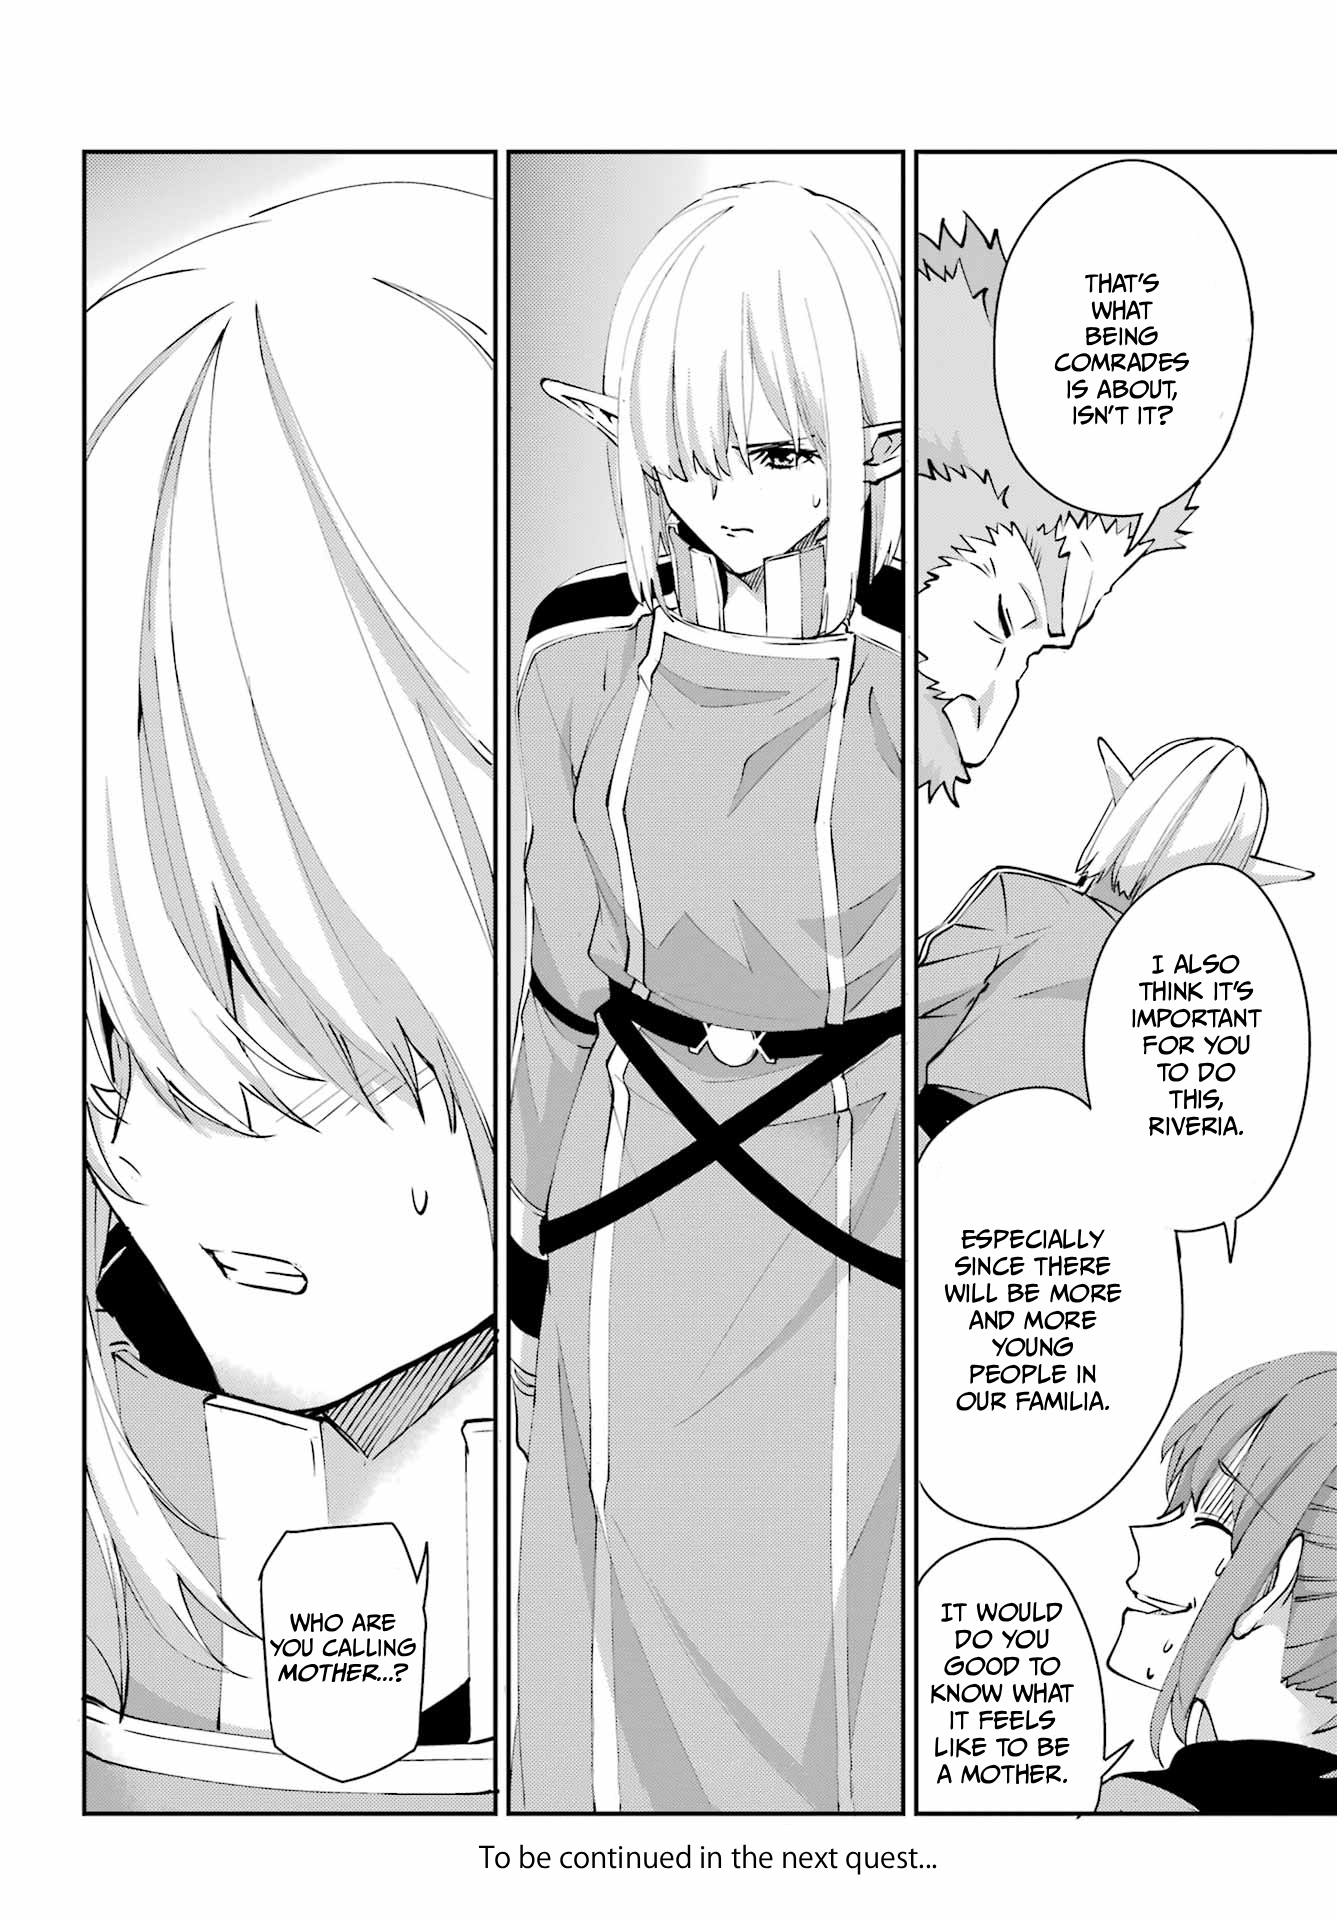 THAT'S
WHAT
BEING
COMRADES
IS ABOUT,
ISN'T IT?
I ALSO
THINK IT'S
IMPORTANT
FOR YOU
TO DO
THIS,
RIVERIA.
ESPECIALLY
SINCE THERE
WILL BE MORE
AND MORE
YOUNG
PEOPLE IN
OUR FAMILIA.
IT WOULD
DO YOU
GOOD TO
KNOW WHAT
IT FEELS
LIKE TO BE
A MOTHER.
WHO ARE
YOU CALLING
MOTHER...?
To be continued in the next quest...